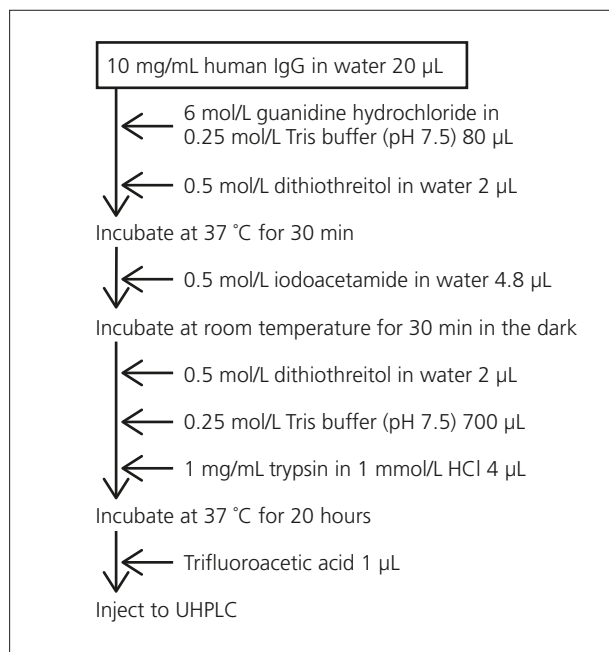 10 mg/mL human IgG in water 20 µL
6 mol/L guanidine hydrochloride in
0.25 mol/L Tris buffer (pH 7.5) 80 µL
0.5 mol/L dithiothreitol in water 2 µL
Incubate at 37 ˚C for 30 min
0.5 mol/L iodoacetamide in water 4.8 µL
Incubate at room temperature for 30 min in the dark
0.5 mol/L dithiothreitol in water 2 µL
0.25 mol/L Tris buffer (pH 7.5) 700 µL
1 mg/mL trypsin in 1 mmol/L HCl 4 µL
Incubate at 37 ˚C for 20 hours
Trifluoroacetic acid 1 µL
Inject to UHPLC